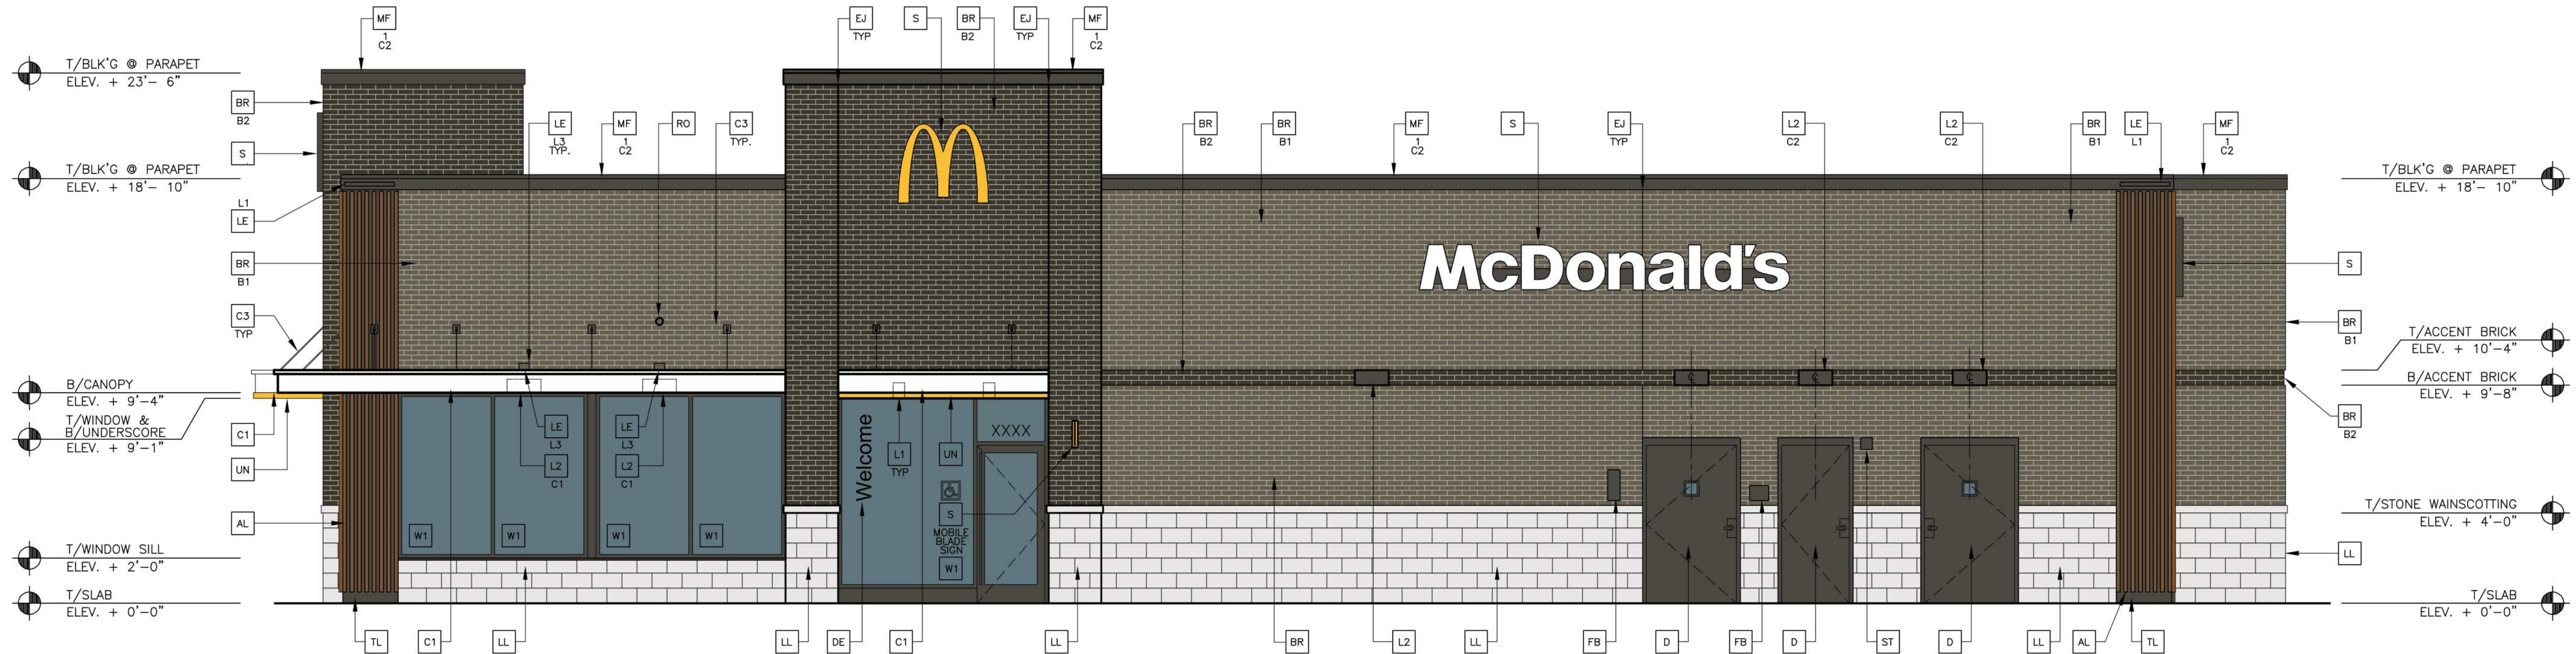 MF
1
C2
EJ
TYP
S
BR
B2
EJ
TYP
MF
1
C2
T/BLK'G @ PARAPET
ELEV. + 23'- 6"
BR
B2
S
LE
L3
TYP.
MF
1
C2
RO
C3
TYP.
BR
B2
BR
B1
MF
1
C2
S
EJ
TYP
L2
C2
L2
C2
BR
B1
LE
L1
MF
1
C2
T/BLK'G @ PARAPET
ELEV. + 18'- 10"
T/BLK'G @ PARAPET
ELEV. + 18'- 10"
L1
LE
BR
B1
McDonald's
S
C3
TYP
BR
B1
T/ACCENT BRICK
ELEV. + 10'-4"
B/CANOPY
ELEV. + 9'-4"
B/ACCENT BRICK
ELEV. + 9'-8"
T/WINDOW &
B/UNDERSCORE
ELEV. + 9'-1"
C1
UN
LE
L3
L2
C1
LE
L3
L2
C1
Welcome
L1
TYP
UN
XXXX
BR
B2
AL
S
MOBILE
BLADE
SIGN
W1
W1
W1
W1
W1
T/STONE WAINSCOTTING
ELEV. + 4'-0"
T/WINDOW SILL
ELEV. + 2'-0"
LL
T/SLAB
ELEV. + 0'-0"
T/SLAB
ELEV. + 0'-0"
TL
C1
LL
LL
DE
C1
LL
BR
L2
LL
FB
D
FB
D
ST
D
LL
AL
TL